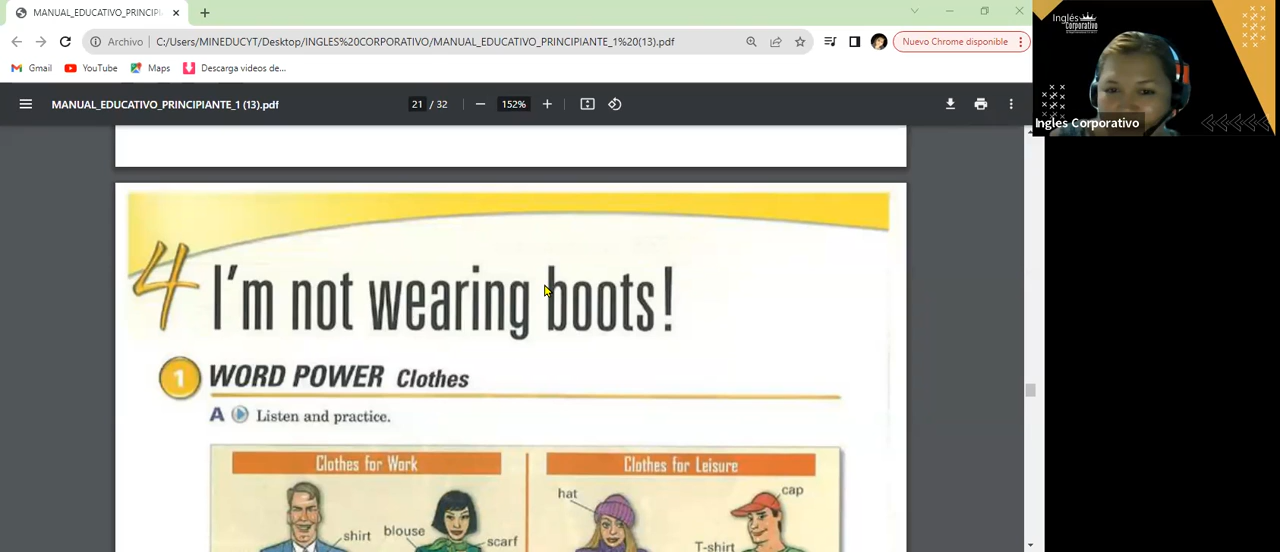 MANUAL_EDUCATIVO_PRINCIPI
Archivo
C:/Users/MINEDUCYT/Desktop/INGLES%20CORPORATIVO/MANUAL_EDUCATIVO_PRINCIPIANTE_1%20(13).pdf
Nuevo Chrome disponible
Gmail
YouTube
Maps
Descarga videos de...
MANUAL_EDUCATIVO_PRINCIPIANTE_1 (13).pdf
21 / 32
152%
Inglés
Corporativo
Ingles Corporativo
4 I'm not wearing boots!
1 WORD POWER Clothes
A Listen and practice.
Clothes for Work
Clothes for Leisure
hat
cap
shirt
blouse
scarf
T-shirt